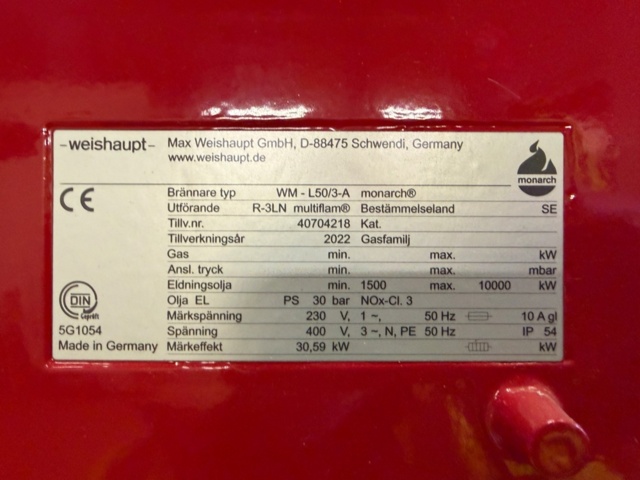 -weishaupt- Max Weishaupt GmbH, D-88475 Schwendi, Germany
www.weishaupt.de
monarch
CE
Brännare typ WM - L50/3-A monarch®
Utförande R-3LN multiflam® Bestämmelseland SE
Tillv.nr. 40704218 Kat.
Tillverkningsår 2022 Gasfamilj
Gas min. max. kW
Ansl. tryck min. max. mbar
Eldningsolja min. 1500 max. 10000 kW
Olja EL PS 30 bar NOx-Cl. 3
DIN
Geprüft
Märkspänning 230 V, 1 ~, 50 Hz 10 A gl
5G1054
Spänning 400 V, 3 ~, N, PE 50 Hz IP 54
Made in Germany
Märkeffekt 30,59 kW kW